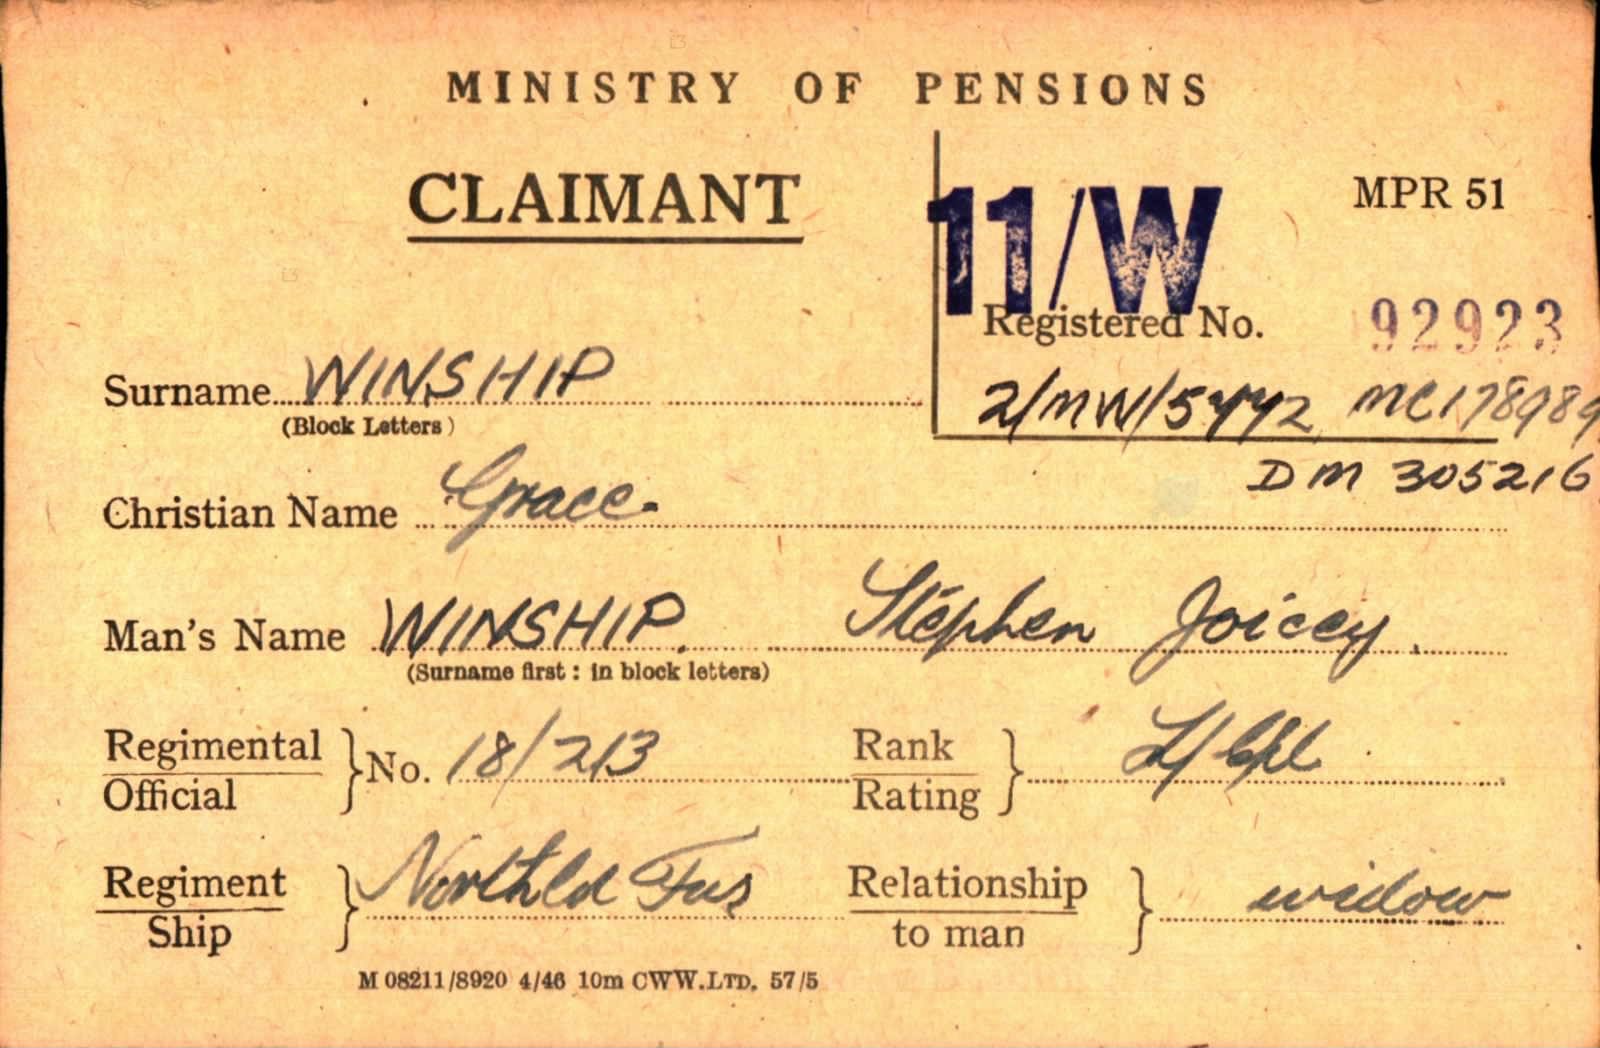 MINISTRY OF PENSIONS
CLAIMANT
11/W
MPR 51
Registered No. 92923
Surname WINSHIP
(Block Letters)
2/MW/5442 MC178989
DM 305216
Christian Name Grace
Man's Name WINSHIP. Stephen Joicey.
(Surname first: in block letters)
Regimental
Official
No. 18/213
Rank
Rating
L/Cpl
Regiment
Ship
Northld Fus
Relationship
to man
widow
M 08211/8920 4/46 10m CWW.LTD. 57/5